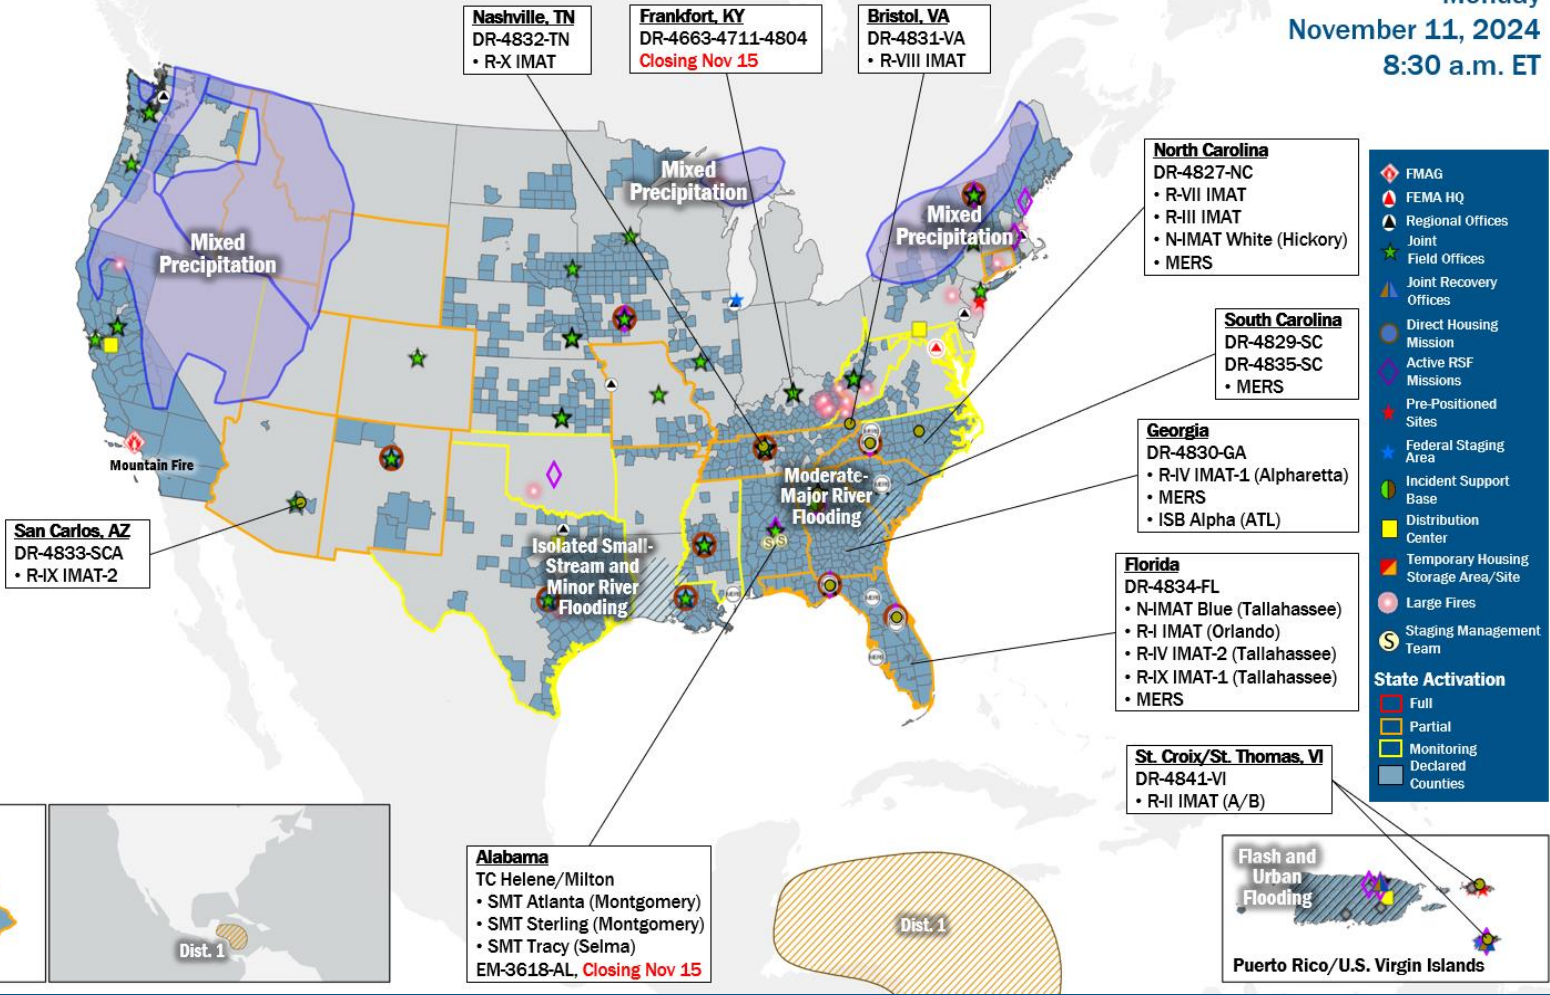 Monday
November 11, 2024
8:30 a.m. ET
Nashville, TN
DR-4832-TN
• R-X IMAT
Frankfort, KY
DR-4663-4711-4804
Closing Nov 15
Bristol, VA
DR-4831-VA
• R-VIII IMAT
North Carolina
DR-4827-NC
• R-VII IMAT
• R-III IMAT
• N-IMAT White (Hickory)
• MERS
South Carolina
DR-4829-SC
DR-4835-SC
• MERS
Georgia
DR-4830-GA
• R-IV IMAT-1 (Alpharetta)
• MERS
• ISB Alpha (ATL)
Florida
DR-4834-FL
• N-IMAT Blue (Tallahassee)
• R-I IMAT (Orlando)
• R-IV IMAT-2 (Tallahassee)
• R-IX IMAT-1 (Tallahassee)
• MERS
St. Croix/St. Thomas, VI
DR-4841-VI
• R-II IMAT (A/B)
San Carlos, AZ
DR-4833-SCA
• R-IX IMAT-2
Alabama
TC Helene/Milton
• SMT Atlanta (Montgomery)
• SMT Sterling (Montgomery)
• SMT Tracy (Selma)
EM-3618-AL, Closing Nov 15
Mixed
Precipitation
Mixed
Precipitation
Mixed
Precipitation
Mountain Fire
Moderate-
Major River
Flooding
Isolated Small-
Stream and
Minor River
Flooding
MERS
MERS
MERS
MERS
MERS
S S
Dist. 1
Dist. 1
Flash and
Urban
Flooding
Puerto Rico/U.S. Virgin Islands
FMAG
FEMA HQ
Regional Offices
Joint
Field Offices
Joint Recovery
Offices
Direct Housing
Mission
Active RSF
Missions
Pre-Positioned
Sites
Federal Staging
Area
Incident Support
Base
Distribution
Center
Temporary Housing
Storage Area/Site
Large Fires
S
Staging Management
Team
State Activation
Full
Partial
Monitoring
Declared
Counties